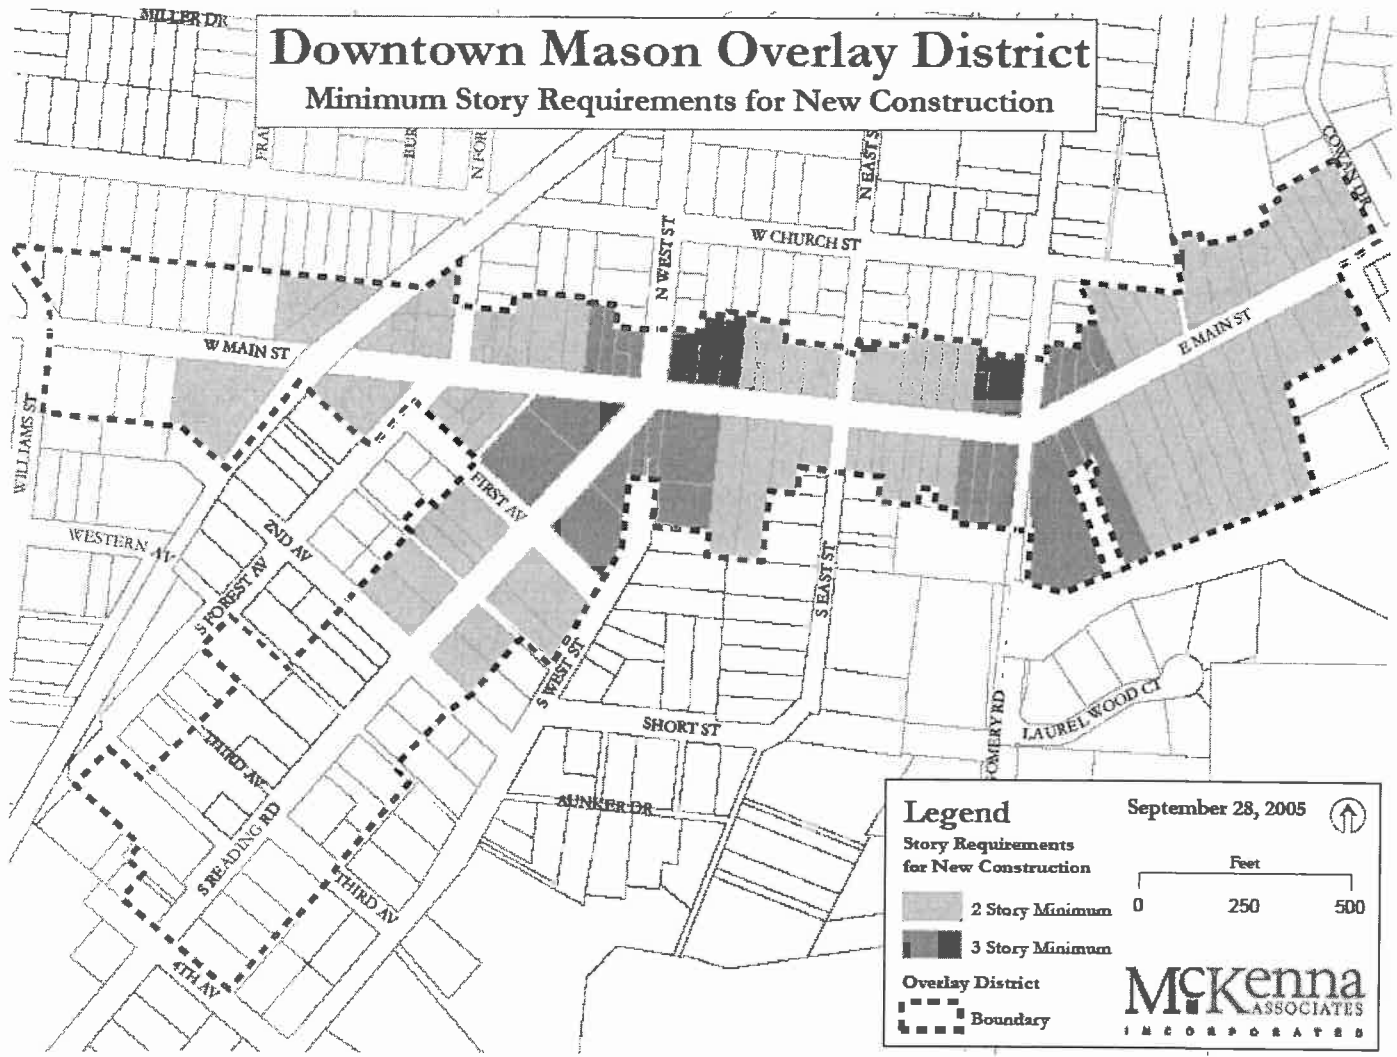 MILLER DR
Downtown Mason Overlay District
Minimum Story Requirements for New Construction
FRA
BUR
N FOR
N WEST ST
N EAST S
W CHURCH ST
COWAN DR
W MAIN ST
E MAIN ST
WILLIAMS ST
FIRST AV
WESTERN AV
2ND AV
S FOREST AV
S EAST ST
S WEST ST
SHORT ST
LAURELWOOD CT
GOMERY RD
THIRD AV
AUNKER DR
S READING RD
THIRD AV
4TH AV
Legend
September 28, 2005
Story Requirements
for New Construction
Feet
2 Story Minimum
0 250 500
3 Story Minimum
Overlay District
Boundary
McKenna
ASSOCIATES
INCORPORATED